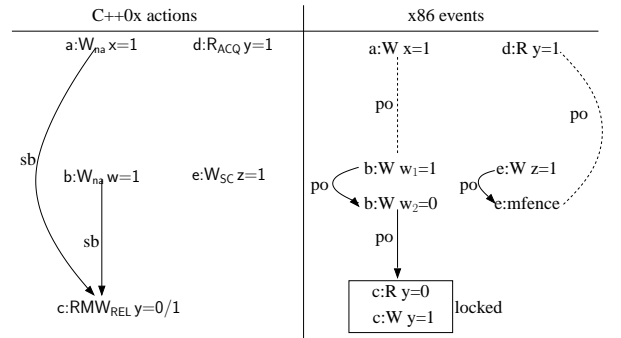 C++0x actions
x86 events
a:Wna x=1
d:RACQ y=1
a:W x=1
d:R y=1
po
po
sb
b:Wna w=1
e:WSC z=1
b:W w1=1
e:W z=1
po
po
b:W w2=0
e:mfence
sb
po
c:RMWREL y=0/1
c:R y=0
c:W y=1
locked